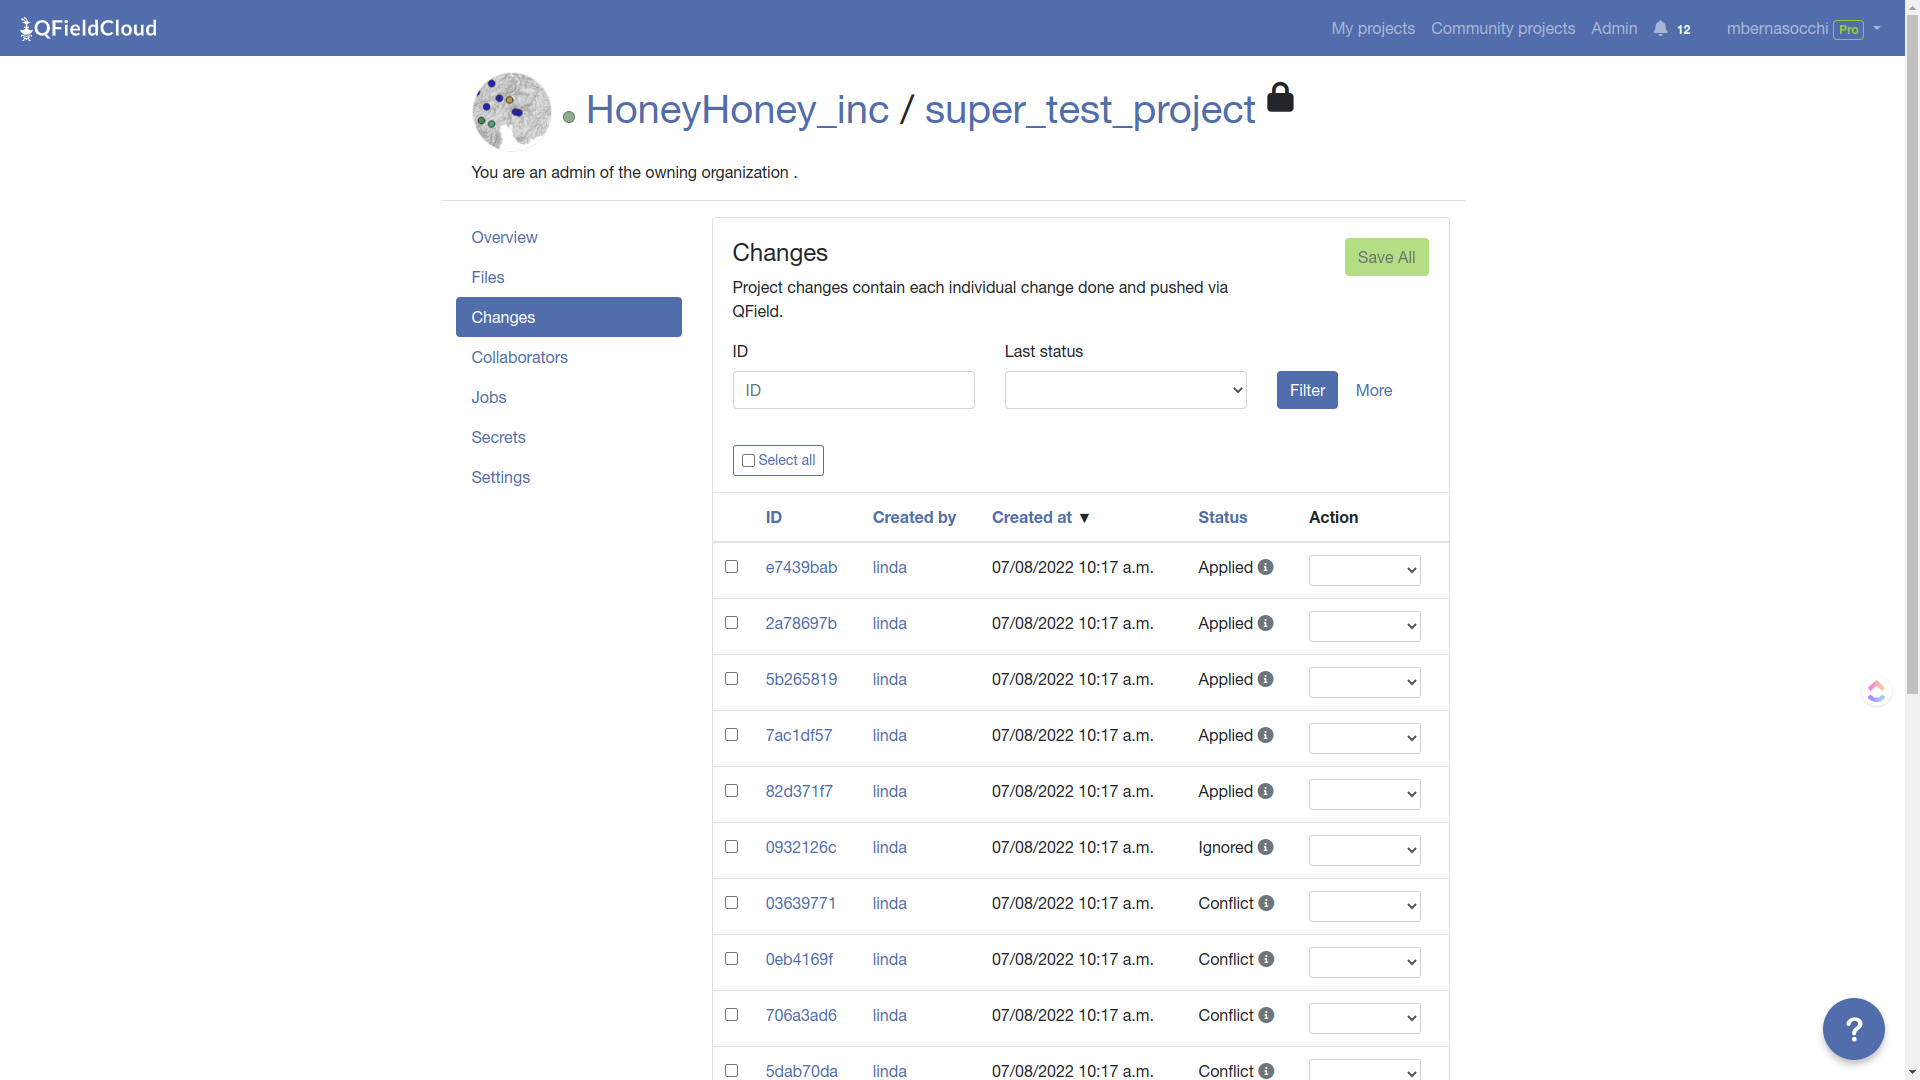 QFieldCloud
My projects Community projects Admin 12 mbernasocchi Pro
HoneyHoney_inc / super_test_project
You are an admin of the owning organization .
Overview
Files
Changes
Collaborators
Jobs
Secrets
Settings
Changes
Save All
Project changes contain each individual change done and pushed via
QField.
ID Last status
ID Filter More
Select all
ID Created by Created at ▼ Status Action
e7439bab linda 07/08/2022 10:17 a.m. Applied
2a78697b linda 07/08/2022 10:17 a.m. Applied
5b265819 linda 07/08/2022 10:17 a.m. Applied
7ac1df57 linda 07/08/2022 10:17 a.m. Applied
82d371f7 linda 07/08/2022 10:17 a.m. Applied
0932126c linda 07/08/2022 10:17 a.m. Ignored
03639771 linda 07/08/2022 10:17 a.m. Conflict
0eb4169f linda 07/08/2022 10:17 a.m. Conflict
706a3ad6 linda 07/08/2022 10:17 a.m. Conflict
5dab70da linda 07/08/2022 10:17 a.m. Conflict
?